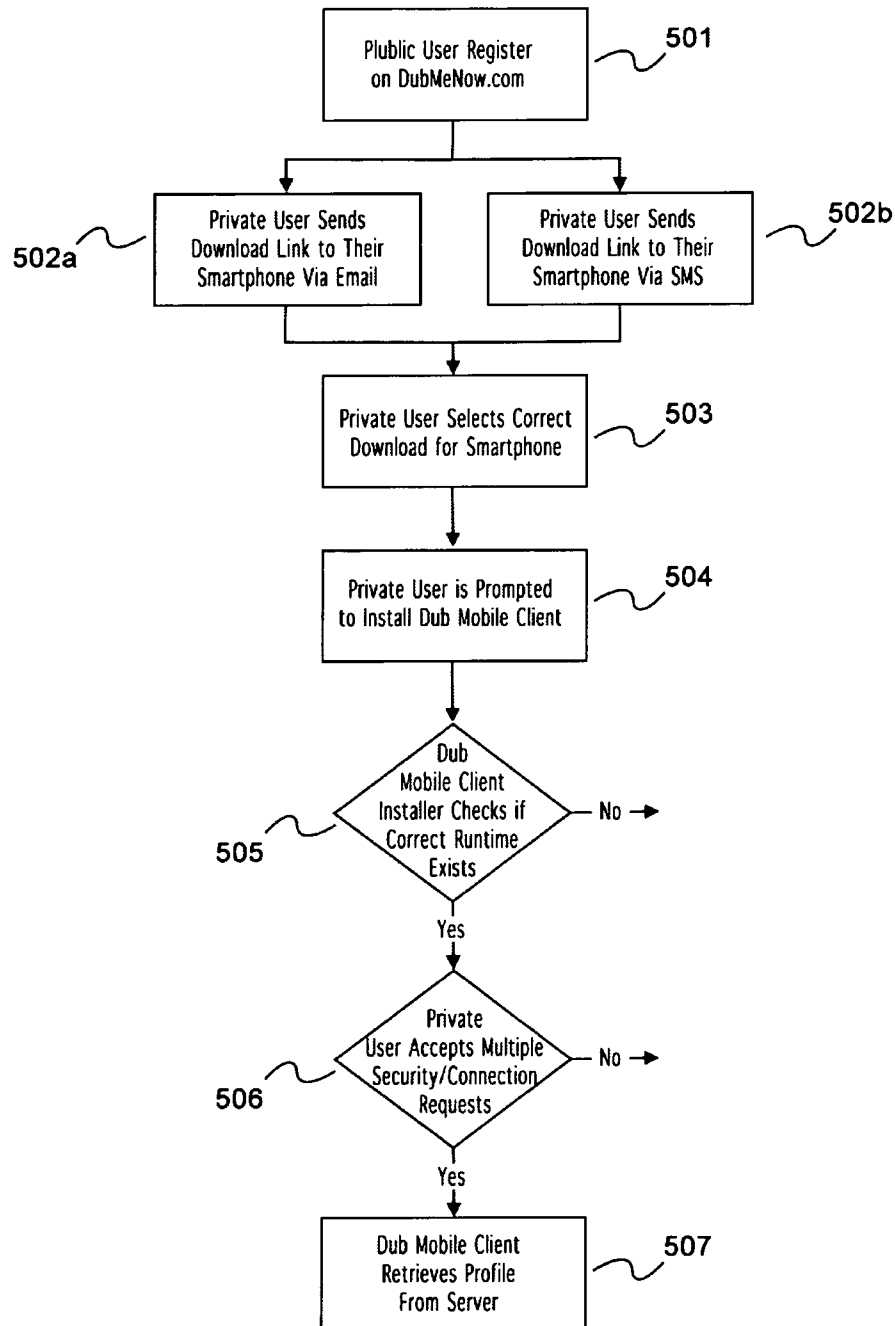 Plublic User Register
on DubMeNow.com
501
Private User Sends
Download Link to Their
Smartphone Via Email
502a
Private User Sends
Download Link to Their
Smartphone Via SMS
502b
Private User Selects Correct
Download for Smartphone
503
Private User is Prompted
to Install Dub Mobile Client
504
Dub
Mobile Client
Installer Checks if
Correct Runtime
Exists
505
No
Yes
Private
User Accepts Multiple
Security/Connection
Requests
506
No
Yes
Dub Mobile Client
Retrieves Profile
From Server
507